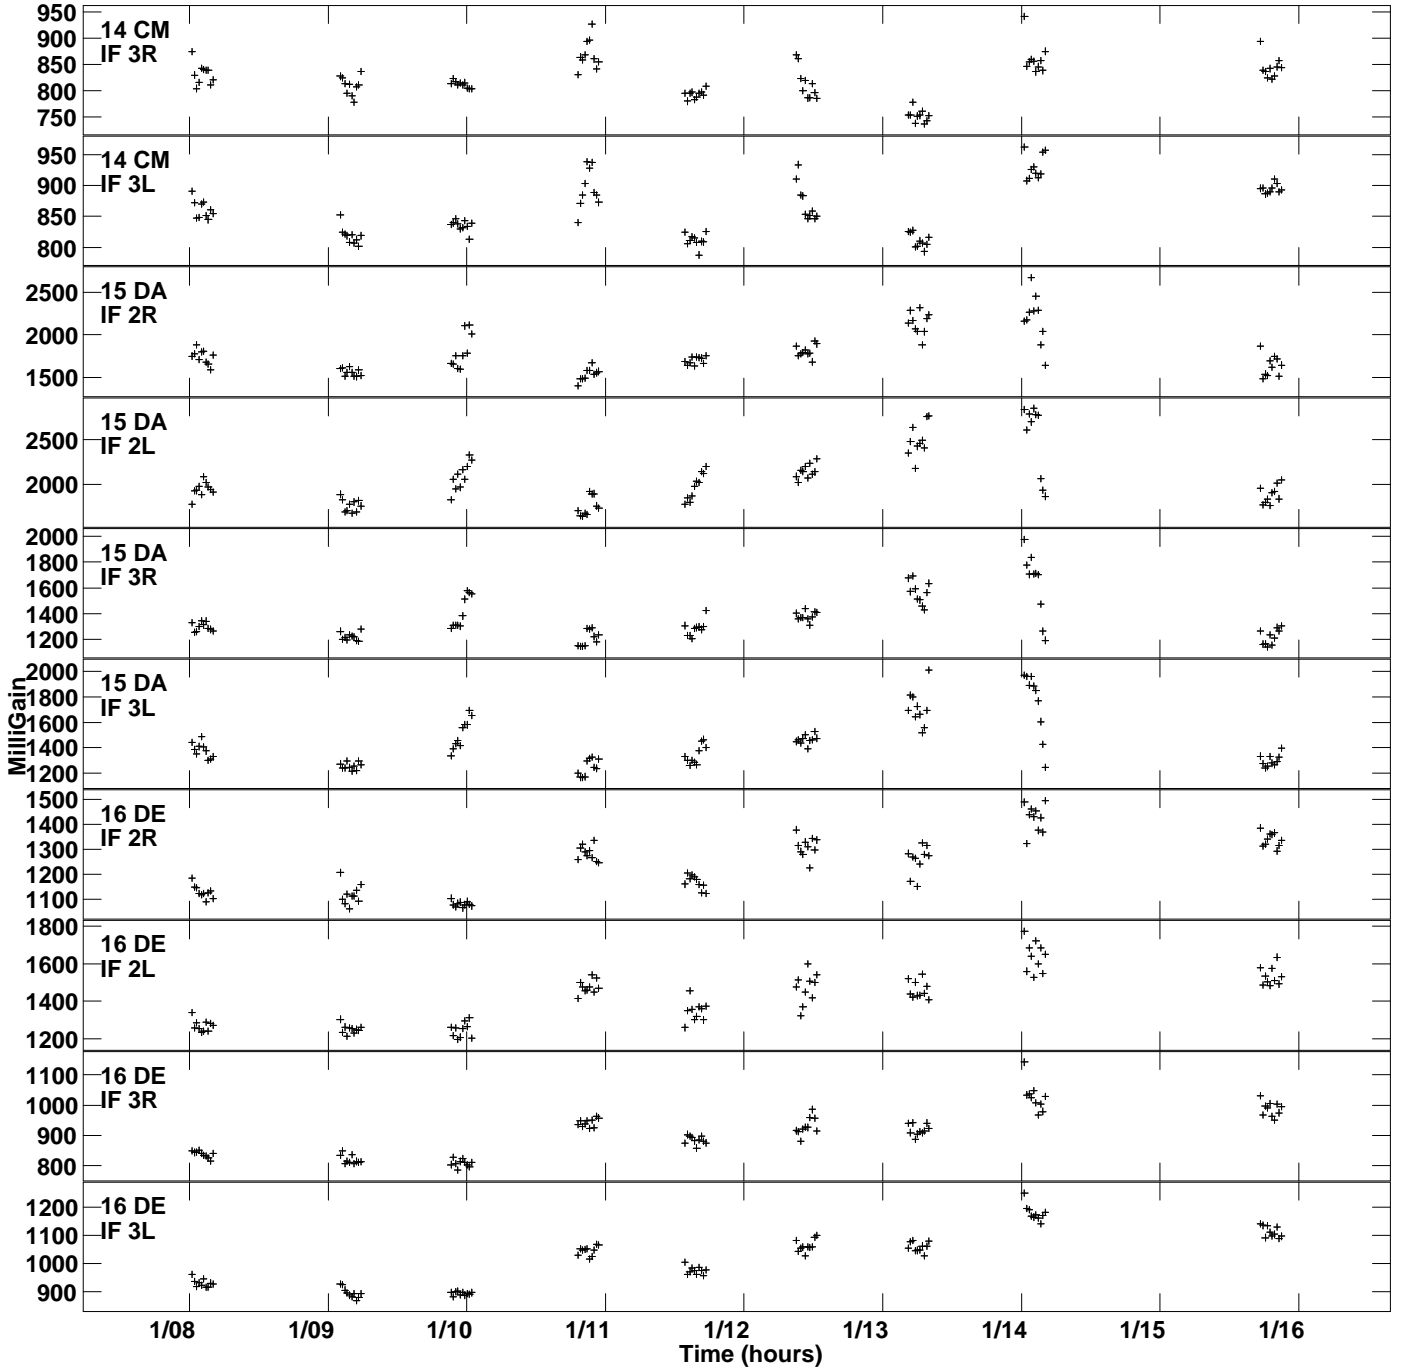 950
900
850
800
750
14 CM
IF 3R
950
900
850
800
14 CM
IF 3L
2500
2000
1500
15 DA
IF 2R
2500
2000
15 DA
IF 2L
2000
1800
1600
1400
1200
15 DA
IF 3R
2000
1800
1600
1400
1200
15 DA
IF 3L
MilliGain
1500
1400
1300
1200
1100
16 DE
IF 2R
1800
1600
1400
1200
16 DE
IF 2L
1100
1000
900
800
16 DE
IF 3R
1200
1100
1000
900
16 DE
IF 3L
1/08 1/09 1/10 1/11 1/12 1/13 1/14 1/15 1/16
Time (hours)